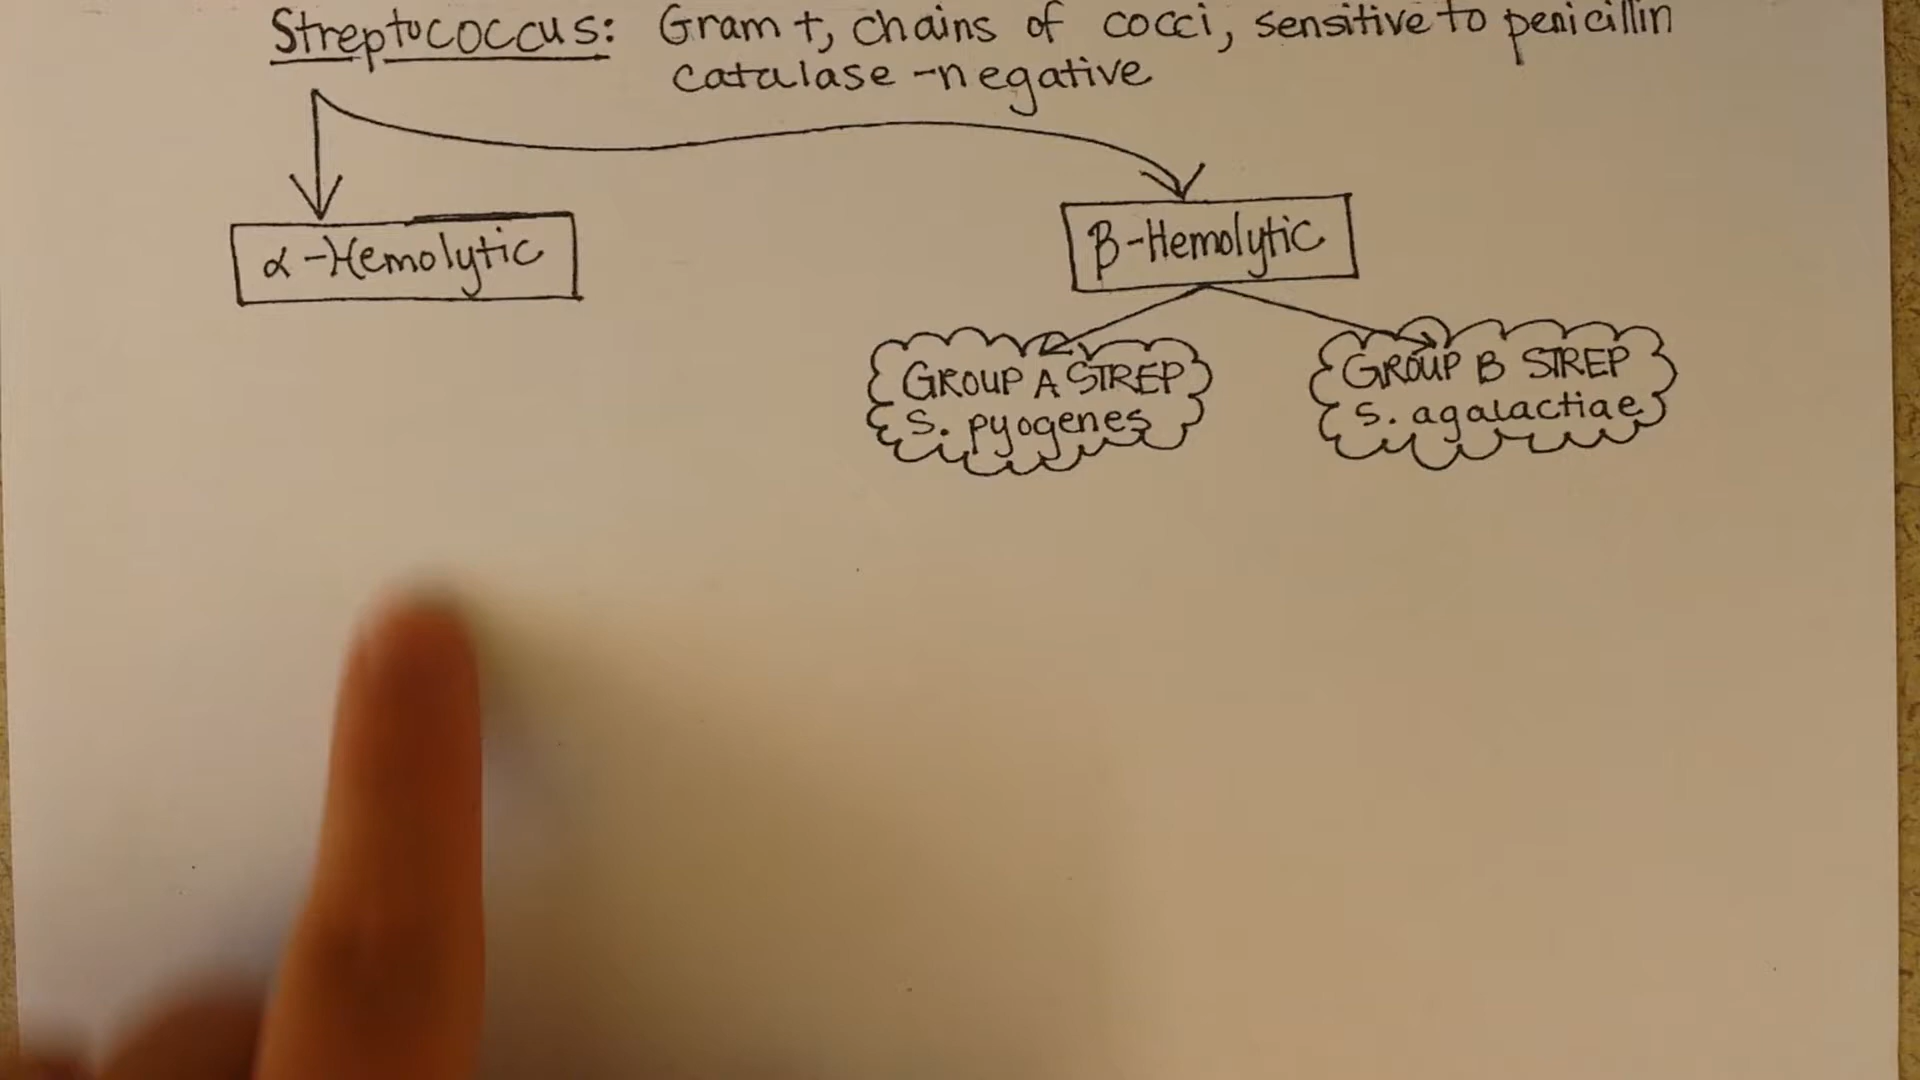 Streptococcus: Gram +, chains of cocci, sensitive to penicillin
catalase-negative
α-Hemolytic
β-Hemolytic
GROUP A STREP
S. pyogenes
GROUP B STREP
S. agalactiae